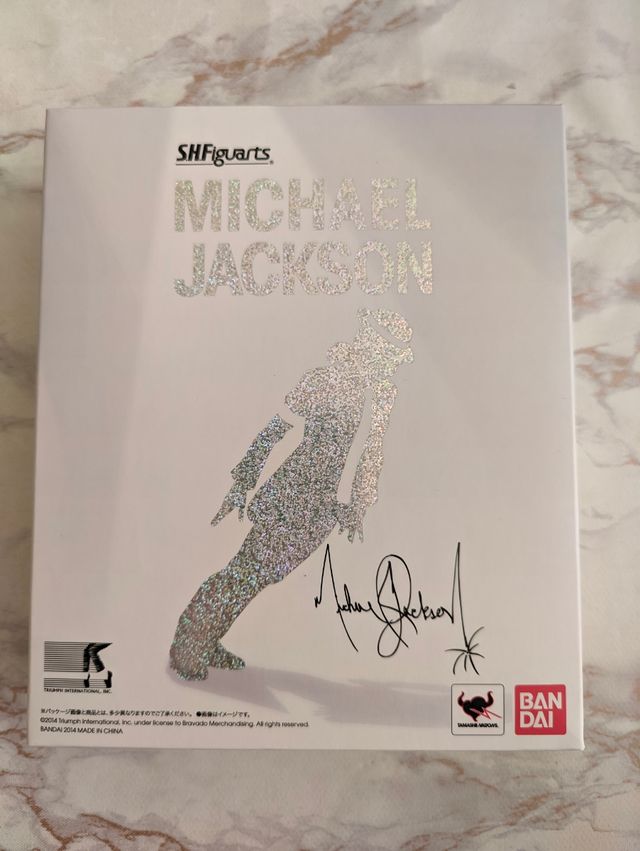 S.H.Figuarts
MICHAEL
JACKSON
Michael Jackson
TRIUMPH INTERNATIONAL, INC.
※パッケージ画像と商品とは、多少異なりますのでご了承ください。 ●画像はイメージです。
©2014 Triumph International, Inc. under license to Bravado Merchandising. All rights reserved.
BANDAI 2014 MADE IN CHINA
TAMASHII NATIONS
BAN
DAI